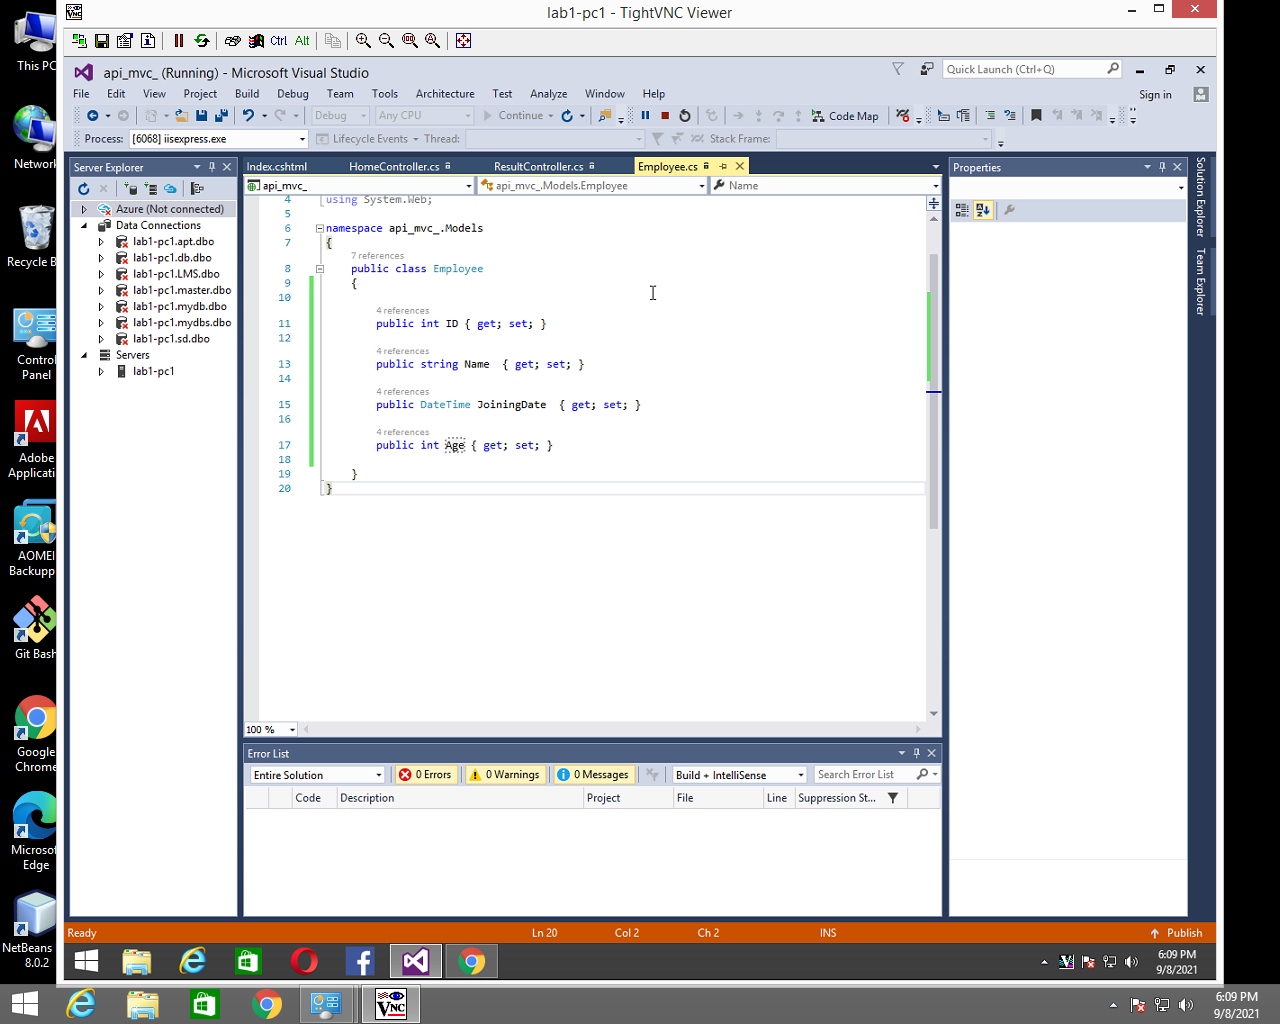 lab1-pc1 - TightVNC Viewer
Ctrl Alt
api_mvc_ (Running) - Microsoft Visual Studio
Quick Launch (Ctrl+Q)
File Edit View Project Build Debug Team Tools Architecture Test Analyze Window Help
Sign in
Debug Any CPU Continue Code Map
Process: [6068] iisexpress.exe Lifecycle Events Thread: Stack Frame:
Server Explorer
Azure (Not connected)
Data Connections
lab1-pc1.apt.dbo
lab1-pc1.db.dbo
lab1-pc1.LMS.dbo
lab1-pc1.master.dbo
lab1-pc1.mydb.dbo
lab1-pc1.mydbs.dbo
lab1-pc1.sd.dbo
Servers
lab1-pc1
Index.cshtml HomeController.cs ResultController.cs Employee.cs
api_mvc_ api_mvc_.Models.Employee Name
4 using System.Web;
5
6 namespace api_mvc_.Models
7 {
7 references
8 public class Employee
9 {
10
4 references
11 public int ID { get; set; }
12
4 references
13 public string Name { get; set; }
14
4 references
15 public DateTime JoiningDate { get; set; }
16
4 references
17 public int Age { get; set; }
18
19 }
20 }
100 %
Error List
Entire Solution 0 Errors 0 Warnings 0 Messages Build + IntelliSense Search Error List
Code Description Project File Line Suppression St...
Properties
Solution Explorer
Team Explorer
Ready Ln 20 Col 2 Ch 2 INS Publish
6:09 PM
9/8/2021
This PC
Network
Recycle B
Control
Panel
Adobe
Applicati
AOMEI
Backupp
Git Bash
Google
Chrome
Microsof
Edge
NetBeans
8.0.2
6:09 PM
9/8/2021